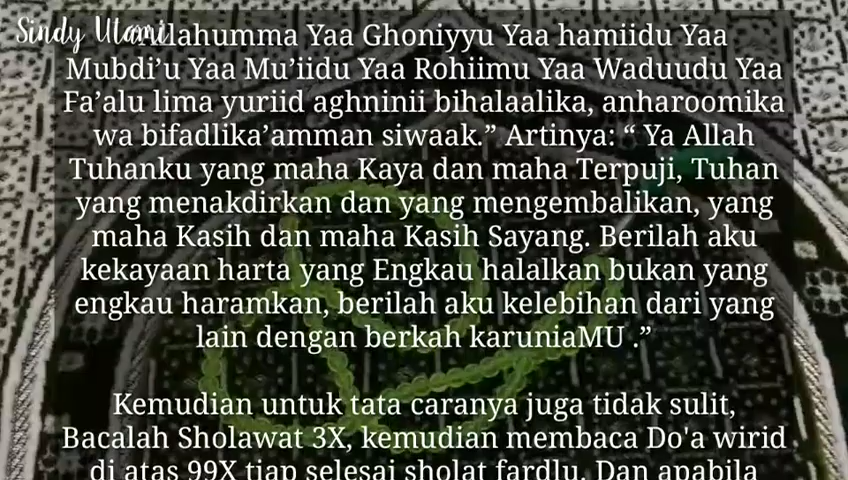 Sindy Utami
Allahumma Yaa Ghoniyyu Yaa hamiidu Yaa
Mubdi’u Yaa Mu’iidu Yaa Rohiimu Yaa Waduudu Yaa
Fa’alu lima yuriid aghninii bihalaalika, anharoomika
wa bifadlika’amman siwaak.” Artinya: “ Ya Allah
Tuhanku yang maha Kaya dan maha Terpuji, Tuhan
yang menakdirkan dan yang mengembalikan, yang
maha Kasih dan maha Kasih Sayang. Berilah aku
kekayaan harta yang Engkau halalkan bukan yang
engkau haramkan, berilah aku kelebihan dari yang
lain dengan berkah karuniaMU .”
Kemudian untuk tata caranya juga tidak sulit,
Bacalah Sholawat 3X, kemudian membaca Do'a wirid
di atas 99X tiap selesai sholat fardlu. Dan apabila